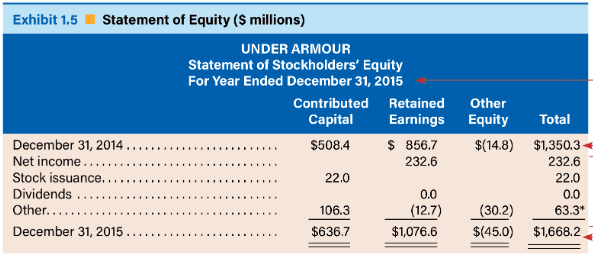 Exhibit 1.5 ■ Statement of Equity ($ millions)
UNDER ARMOUR
Statement of Stockholders' Equity
For Year Ended December 31, 2015
Contributed Retained Other
Capital Earnings Equity Total
December 31, 2014 . . . . . . . . . . . . . . . . . . . . . . . . $508.4 $ 856.7 $(14.8) $1,350.3
Net income . . . . . . . . . . . . . . . . . . . . . . . . . . . . . . 232.6 232.6
Stock issuance. . . . . . . . . . . . . . . . . . . . . . . . . . . 22.0 22.0
Dividends . . . . . . . . . . . . . . . . . . . . . . . . . . . . . . . 0.0 0.0
Other. . . . . . . . . . . . . . . . . . . . . . . . . . . . . . . . . . . 106.3 (12.7) (30.2) 63.3*
December 31, 2015 . . . . . . . . . . . . . . . . . . . . . . . . $636.7 $1,076.6 $(45.0) $1,668.2